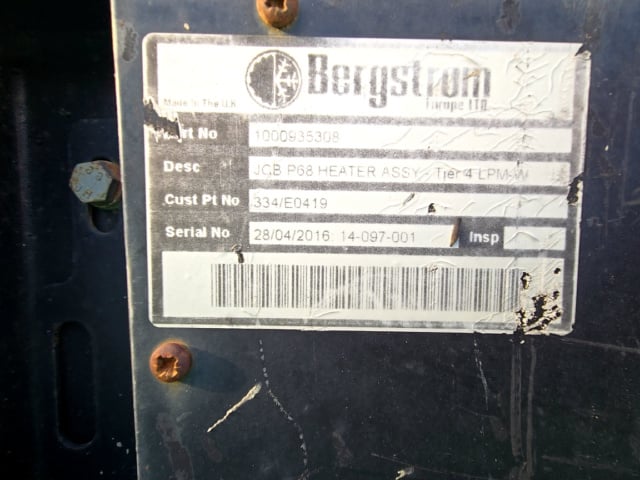 Bergstrom
Made In The U.K
Europe LTD.
Part No 1000935308
Desc JCB P68 HEATER ASSY - Tier 4 LPM-W
Cust Pt No 334/E0419
Serial No 28/04/2016: 14-097-001 Insp